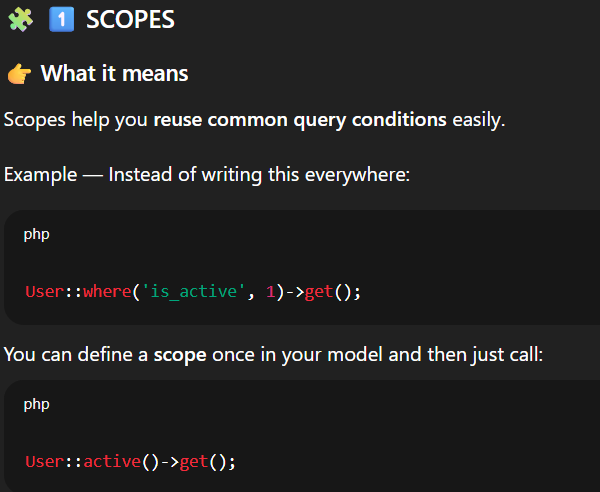 🧩 1️⃣ SCOPES
👉 What it means
Scopes help you reuse common query conditions easily.
Example — Instead of writing this everywhere:
php
User::where('is_active', 1)->get();
You can define a scope once in your model and then just call:
php
User::active()->get();